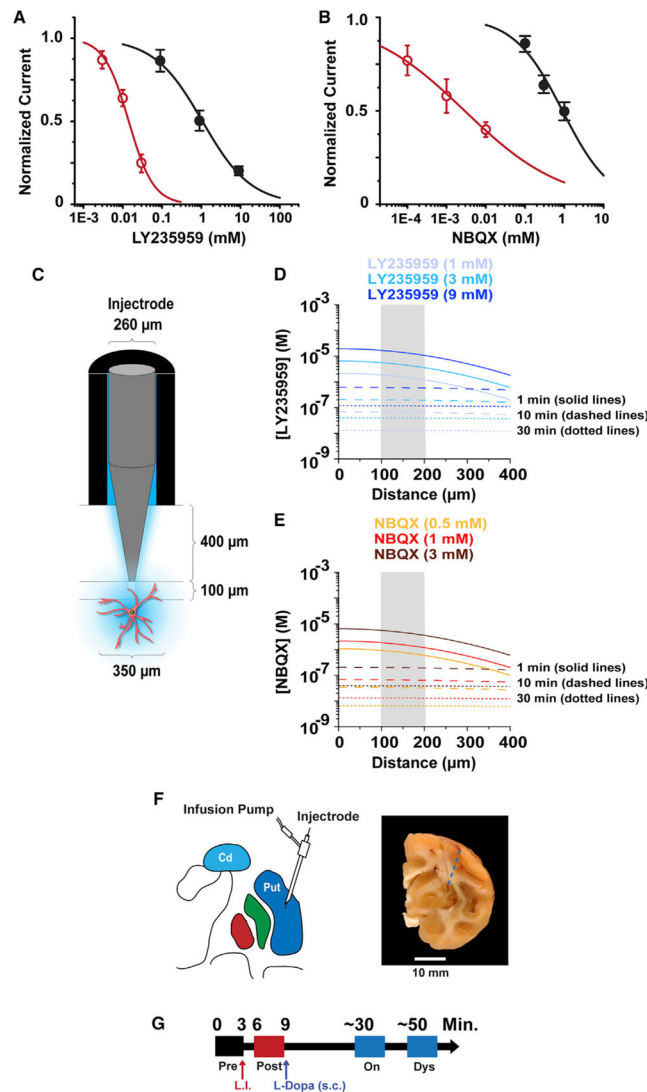 A
1.0
0.5
0
Normalized Current
1E-3 0.01 0.1 1 10 100
LY235959 (mM)
B
1.0
0.5
0
Normalized Current
1E-4 1E-3 0.01 0.1 1 10
NBQX (mM)
C
Injectrode
260 µm
400 µm
100 µm
350 µm
D
LY235959 (1 mM)
LY235959 (3 mM)
LY235959 (9 mM)
[LY235959] (M)
10-3
10-5
10-7
10-9
1 min (solid lines)
10 min (dashed lines)
30 min (dotted lines)
0 100 200 300 400
Distance (µm)
E
NBQX (0.5 mM)
NBQX (1 mM)
NBQX (3 mM)
[NBQX] (M)
10-3
10-5
10-7
10-9
1 min (solid lines)
10 min (dashed lines)
30 min (dotted lines)
0 100 200 300 400
Distance (µm)
F
Infusion Pump
Injectrode
Cd
Put
10 mm
G
0 3 6 9 ~30 ~50 Min.
Pre Post On Dys
L.I. L-Dopa (s.c.)